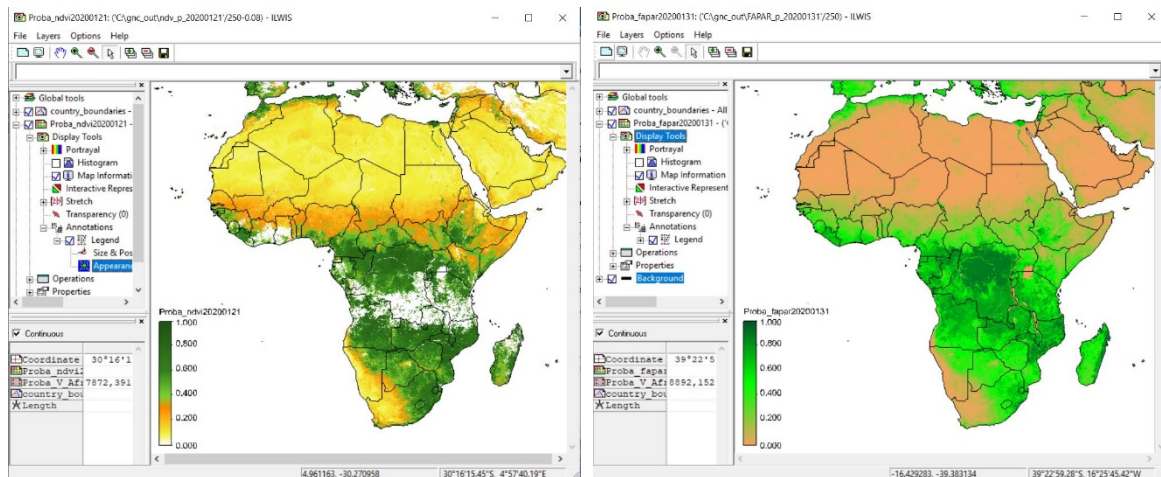 Proba_ndvi20200121: ('C:\gnc_out\ndv_p_20200121'/250-0.08) - ILWIS
File Layers Options Help
Global tools
country_boundaries -
Proba_ndvi20200121 -
Display Tools
Portrayal
Histogram
Map Information
Interactive Repres
Stretch
Transparency (0)
Annotations
Legend
Size & Pos
Appearan
Operations
Properties
Continuous
Coordinate 30°16'1
Proba_ndvi2
Proba_V_Afr 7872,391
country_bou
Length
Proba_ndvi20200121
1.000
0.800
0.600
0.400
0.200
0.000
4.961163, -30.270958 30°16'15.45"S, 4°57'40.19"E
Proba_fapar20200131: ('C:\gnc_out\FAPAR_p_20200131'/250) - ILWIS
File Layers Options Help
Global tools
country_boundaries - All
Proba_fapar20200131 - ('
Display Tools
Portrayal
Histogram
Map Information
Interactive Represent
Stretch
Transparency (0)
Annotations
Legend
Operations
Properties
Background
Continuous
Coordinate 39°22'5
Proba_fapar
Proba_V_Afr 8892,152
country_bou
Length
Proba_fapar20200131
1.000
0.800
0.600
0.400
0.200
0.000
-16.429283, -39.383134 39°22'59.28"S, 16°25'45.42"W